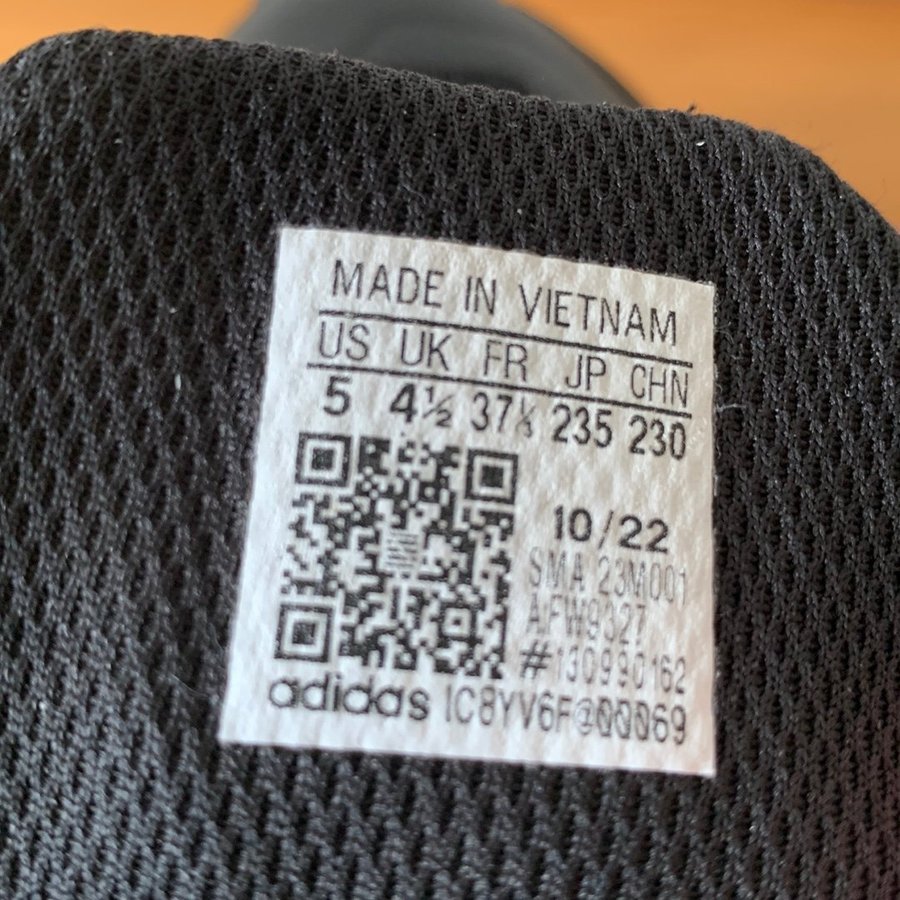 MADE IN VIETNAM
US UK FR JP CHN
5 4½ 37⅓ 235 230
10/22
SMA 23M001
A:FW9327
#130990162
adidas IC8YV6F@00069